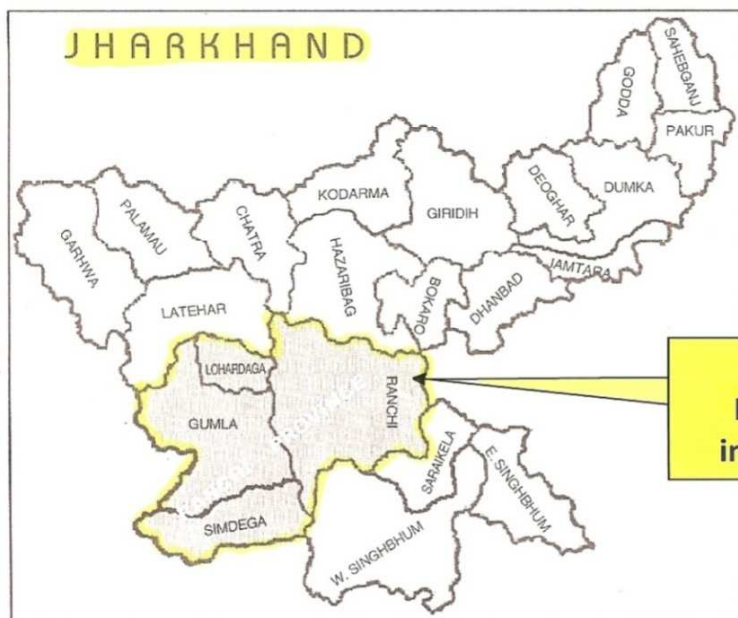 JHARKHAND
SAHEBGANJ
GODDA
PAKUR
DEOGHAR
DUMKA
KODARMA
GIRIDIH
PALAMAU
CHATRA
GARHWA
HAZARIBAG
JAMTARA
BOKARO
DHANBAD
LATEHAR
LOHARDAGA
RANCHI
GUMLA
in
SARAIKELA
E. SINGHBHUM
SIMDEGA
W. SINGHBHUM